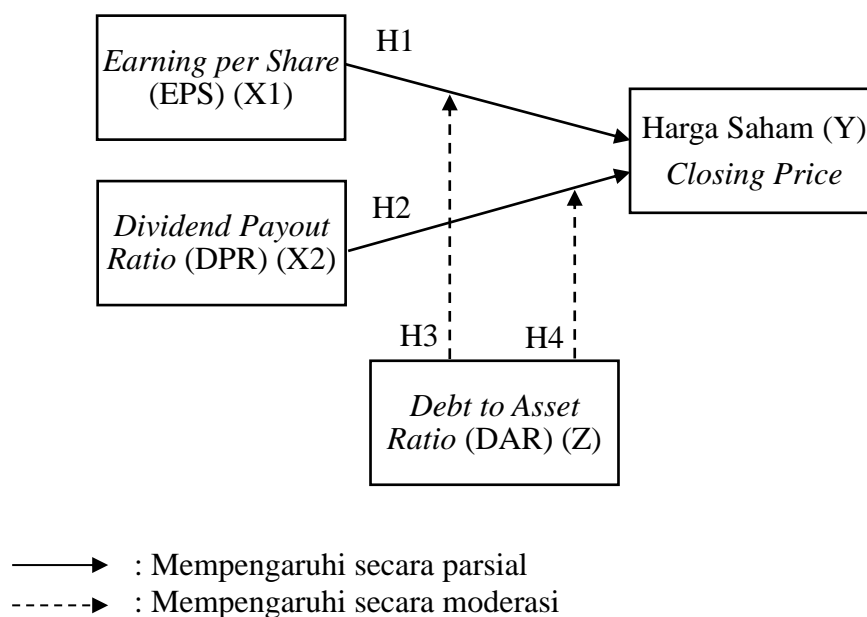 H1
Earning per Share
(EPS) (X1)
Harga Saham (Y)
Closing Price
H2
Dividend Payout
Ratio (DPR) (X2)
H3
H4
Debt to Asset
Ratio (DAR) (Z)
: Mempengaruhi secara parsial
: Mempengaruhi secara moderasi